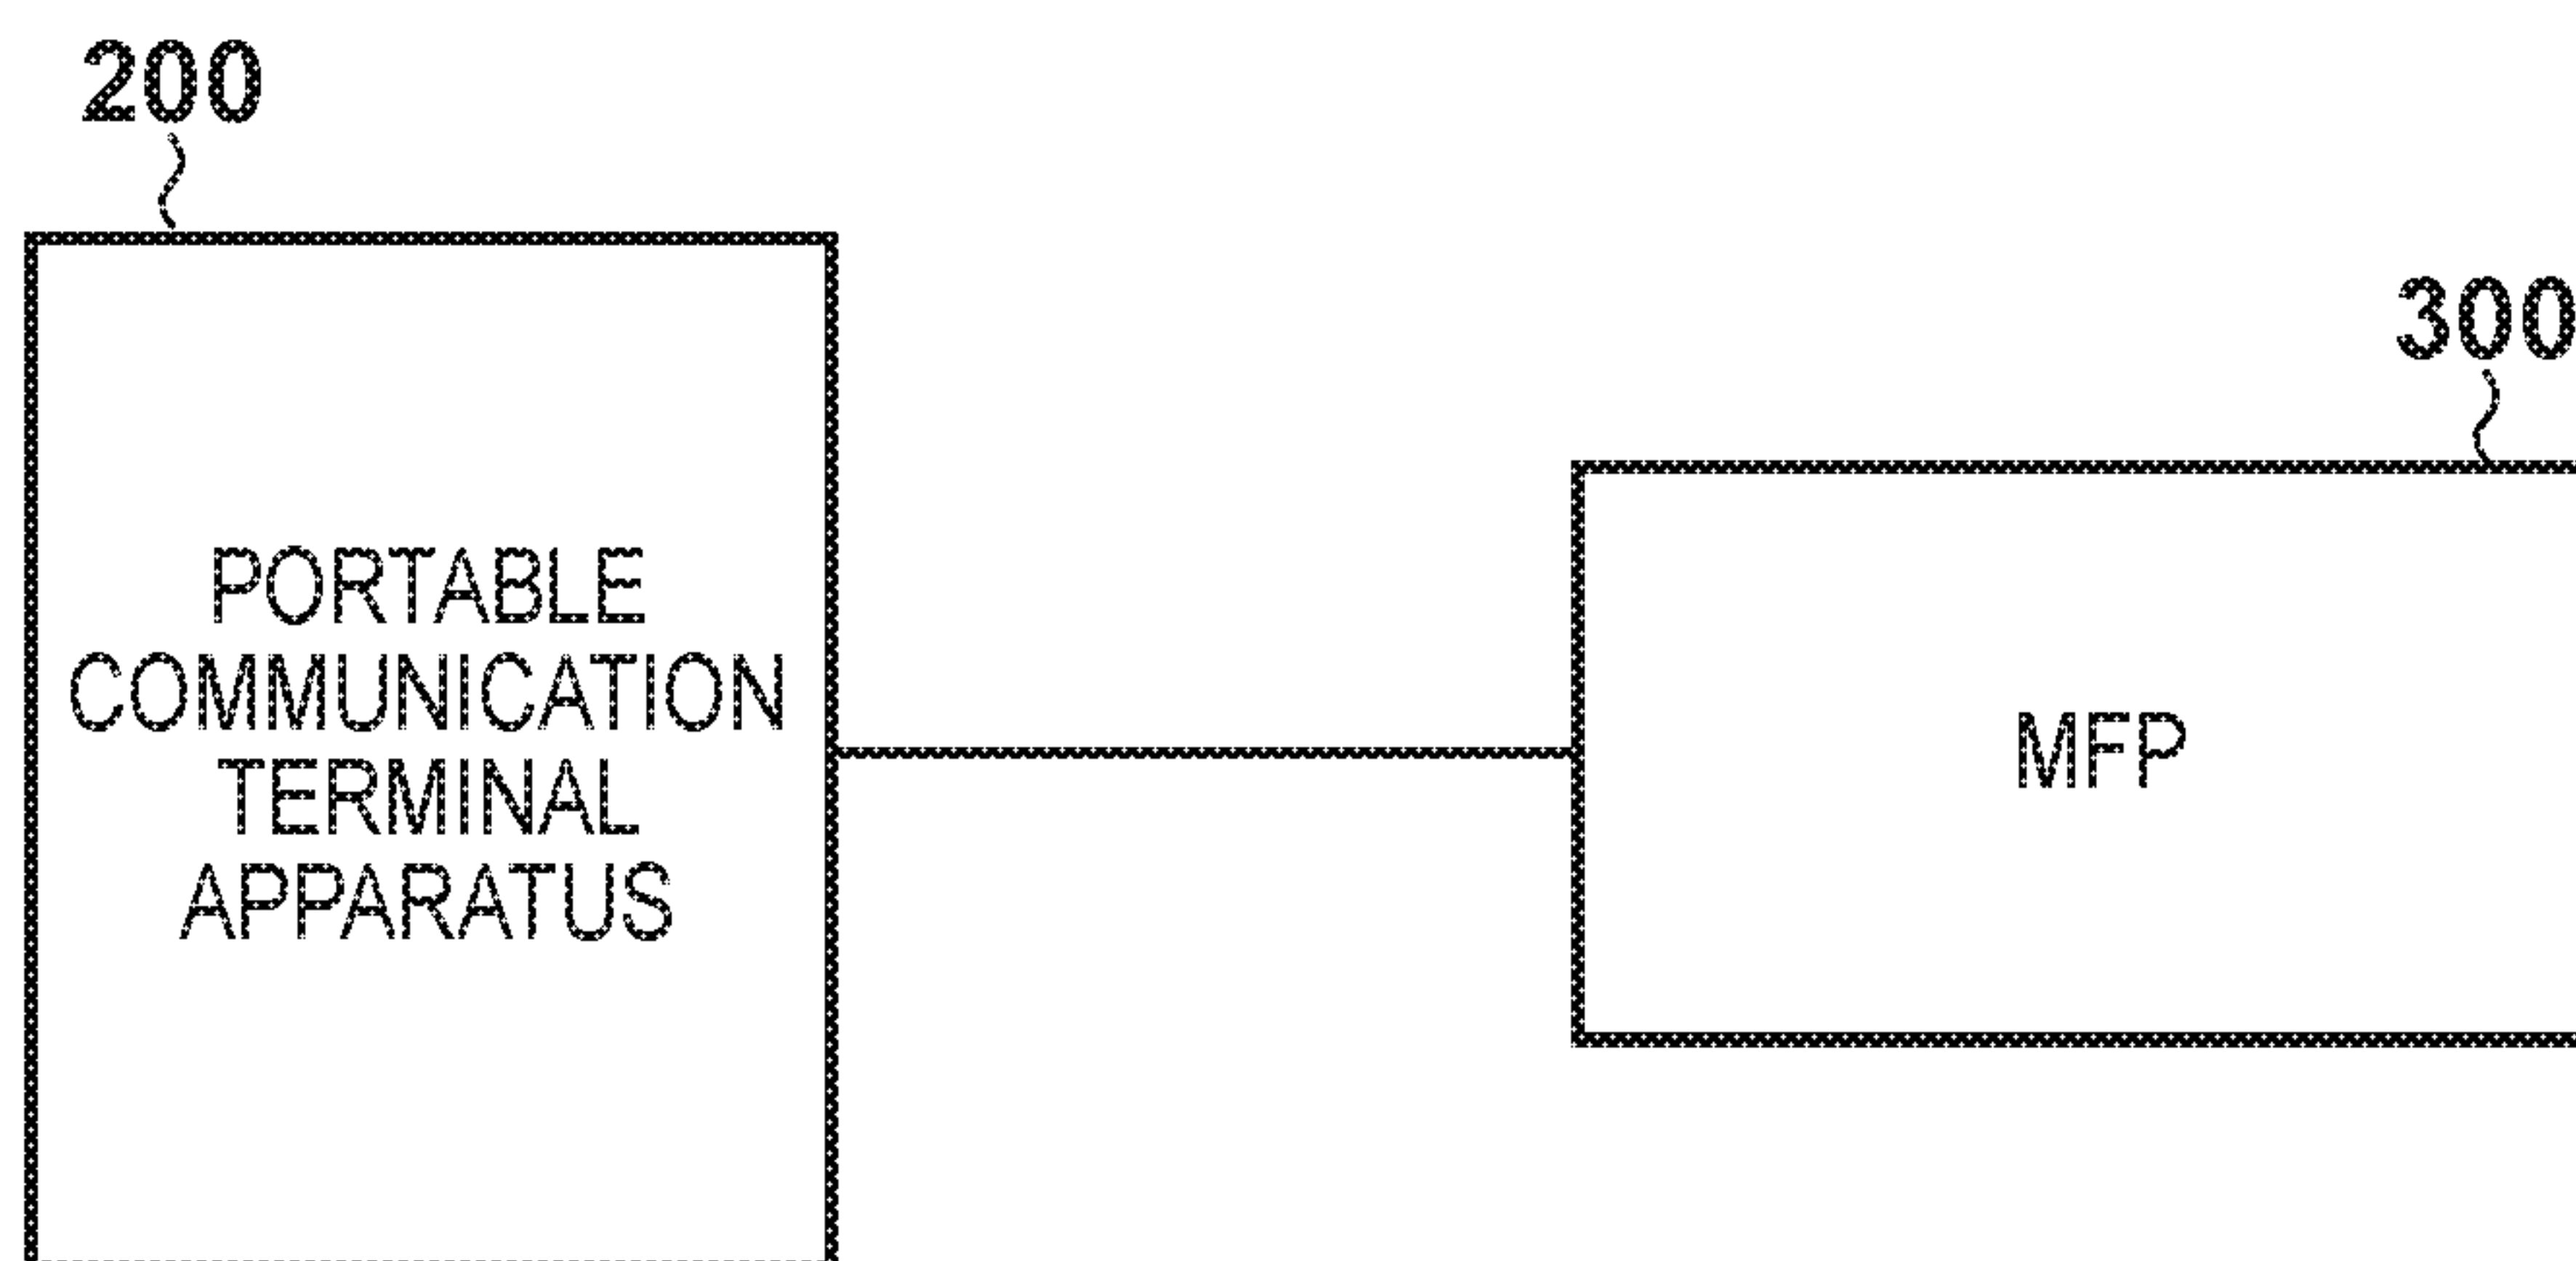 200
300
PORTABLE
COMMUNICATION
TERMINAL
APPARATUS
MFP